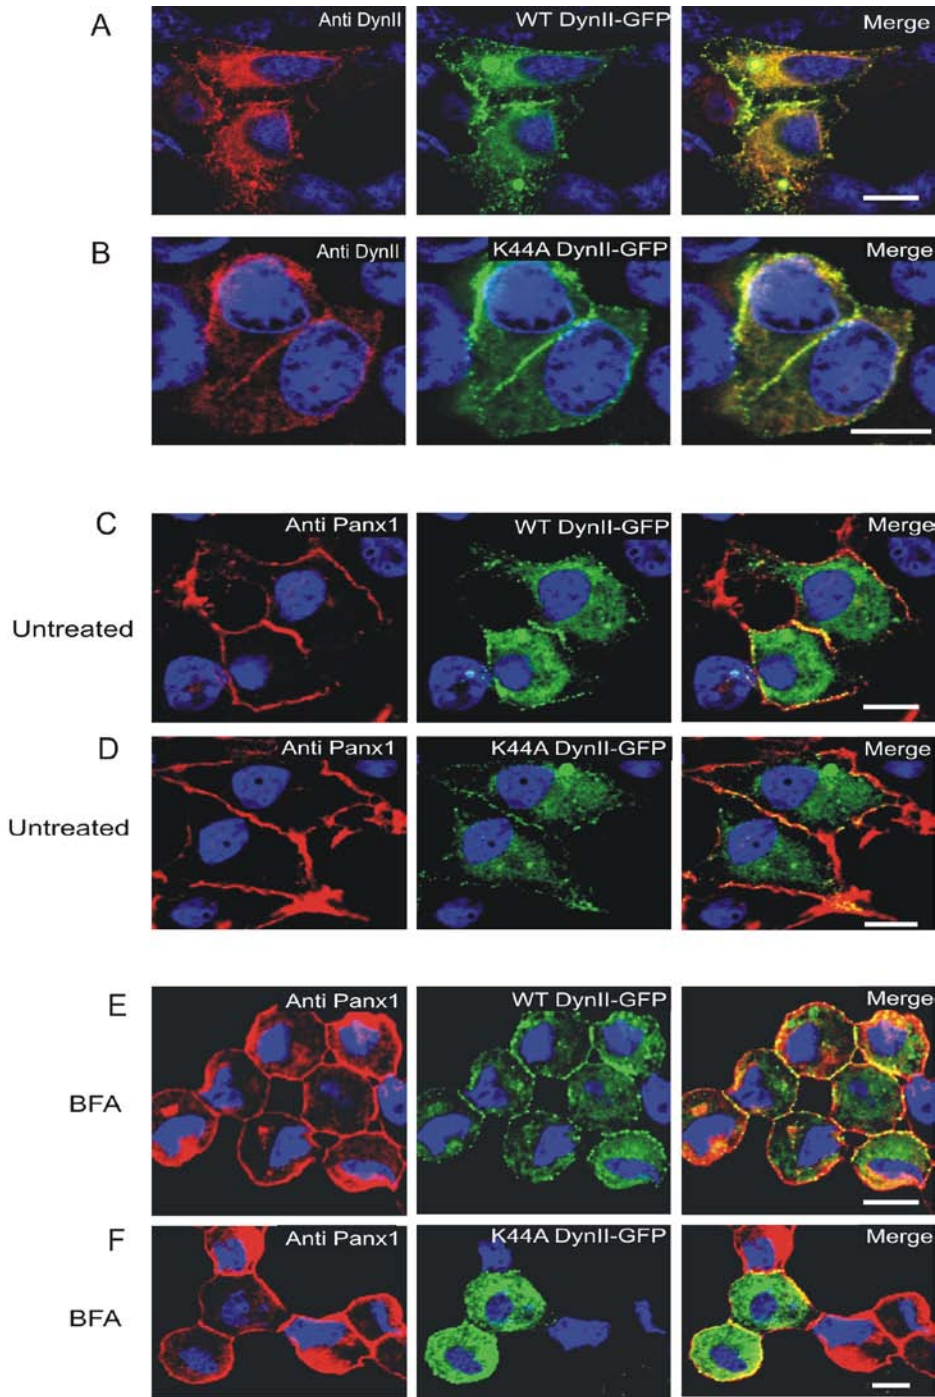 A Anti DynII WT DynII-GFP Merge
B Anti DynII K44A DynII-GFP Merge
C Anti Panx1 WT DynII-GFP Merge
Untreated
D Anti Panx1 K44A DynII-GFP Merge
Untreated
E Anti Panx1 WT DynII-GFP Merge
BFA
F Anti Panx1 K44A DynII-GFP Merge
BFA